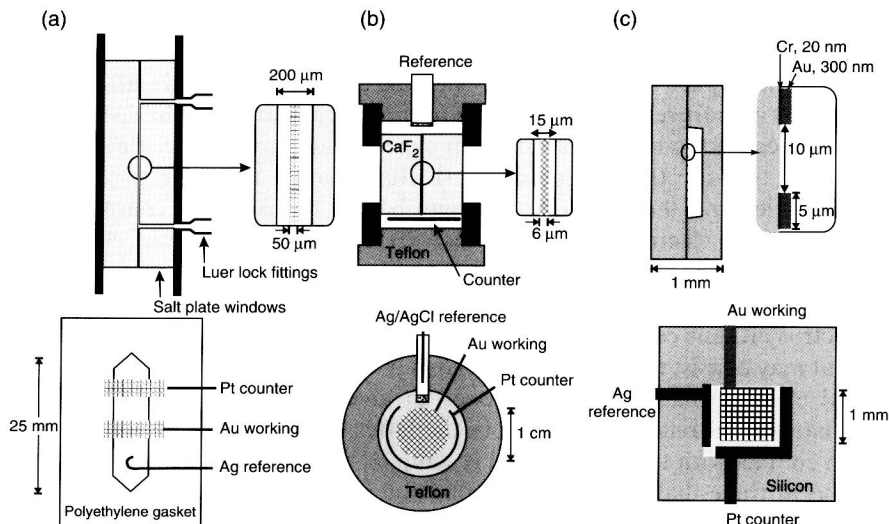 (a)
200 μm
50 μm
Luer lock fittings
Salt plate windows
25 mm
Pt counter
Au working
Ag reference
Polyethylene gasket
(b)
Reference
CaF2
15 μm
6 μm
Teflon
Counter
Ag/AgCl reference
Au working
Pt counter
1 cm
Teflon
(c)
Cr, 20 nm
Au, 300 nm
10 μm
5 μm
1 mm
Au working
Ag
reference
1 mm
Silicon
Pt counter